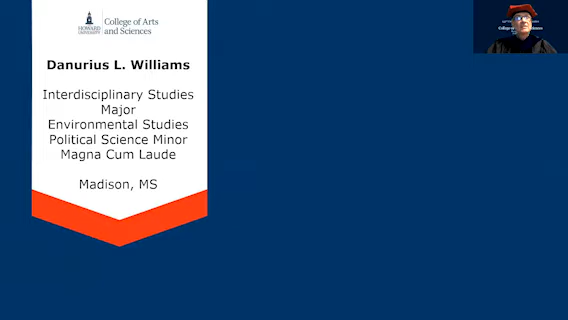 HOWARD
UNIVERSITY
College of Arts
and Sciences
Danurius L. Williams
Interdisciplinary Studies
Major
Environmental Studies
Political Science Minor
Magna Cum Laude
Madison, MS